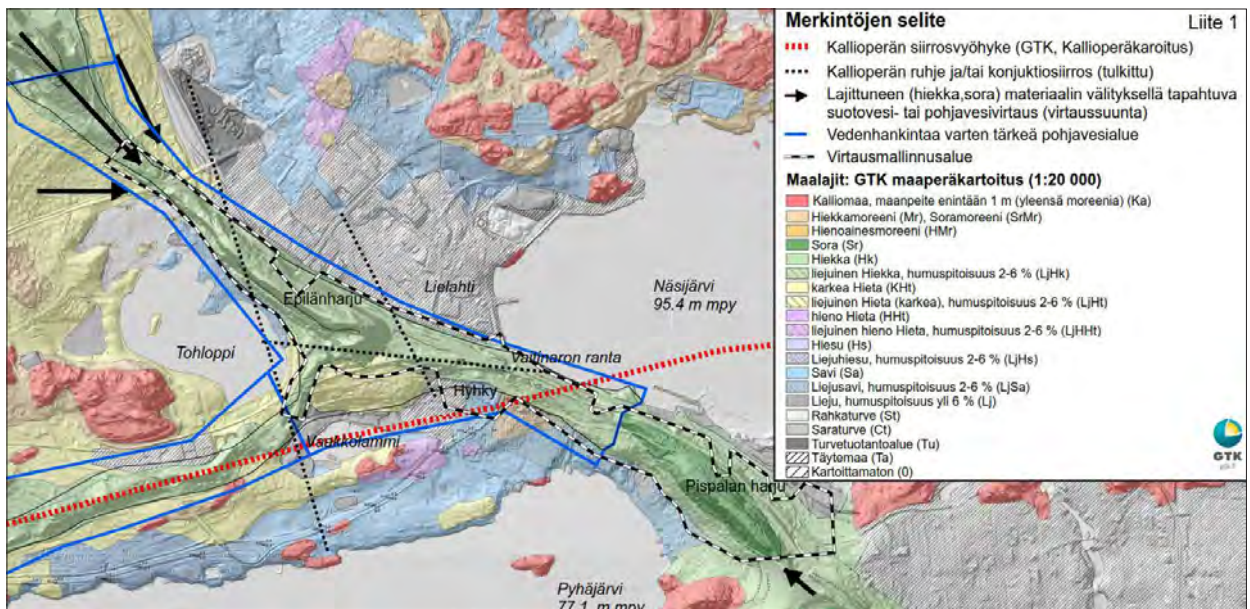 Merkintöjen selite
Liite 1
Kallioperän siirrosvyöhyke (GTK, Kallioperäkaroitus)
Kallioperän ruhje ja/tai konjuktiosiirros (tulkittu)
Lajittuneen (hiekka,sora) materiaalin välityksellä tapahtuva
suotovesi- tai pohjavesivirtaus (virtaussuunta)
Vedenhankintaa varten tärkeä pohjavesialue
Virtausmallinnusalue
Maalajit: GTK maaperäkartoitus (1:20 000)
Kalliomaa, maanpeite enintään 1 m (yleensä moreenia) (Ka)
Hiekkamoreeni (Mr), Soramoreeni (SrMr)
Hienoainesmoreeni (HMr)
Sora (Sr)
Hiekka (Hk)
liejuinen Hiekka, humuspitoisuus 2-6 % (LjHk)
karkea Hieta (KHt)
liejuinen Hieta (karkea), humuspitoisuus 2-6 % (LjHt)
hieno Hieta (HHt)
liejuinen hieno Hieta, humuspitoisuus 2-6 % (LjHHt)
Hiesu (Hs)
Liejuhiesu, humuspitoisuus 2-6 % (LjHs)
Savi (Sa)
Liejusavi, humuspitoisuus 2-6 % (LjSa)
Lieju, humuspitoisuus yli 6 % (Lj)
Rahkaturve (St)
Saraturve (Ct)
Turvetuotantoalue (Tu)
Täytemaa (Ta)
Kartoittamaton (0)
GTK
Näsijärvi
95.4 m mpy
Lielahti
Epilänharju
Tohloppi
Vaitinaron ranta
Hyhky
Vaakkolammi
Pispalan harju
Pyhäjärvi
77.1 m mpy